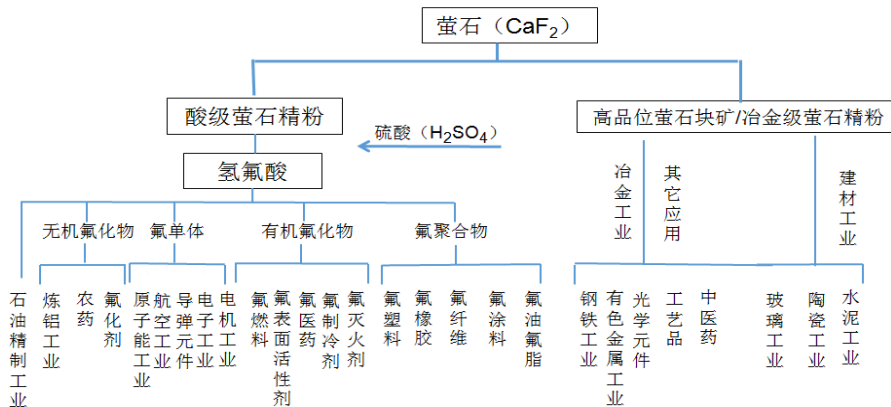 萤石（CaF₂）
酸级萤石精粉
高品位萤石块矿/冶金级萤石精粉
硫酸（H₂SO₄）
氢氟酸
冶金工业
其它应用
建材工业
无机氟化物
氟单体
有机氟化物
氟聚合物
石油精制工业
炼铝工业
农药
氟化剂
原子能工业
航空工业
导弹元件
电子工业
电机工业
氟燃料
氟表面活性剂
氟医药
氟制冷剂
氟灭火剂
氟塑料
氟橡胶
氟纤维
氟涂料
氟油氟脂
钢铁工业
有色金属工业
光学元件
工艺品
中医药
玻璃工业
陶瓷工业
水泥工业